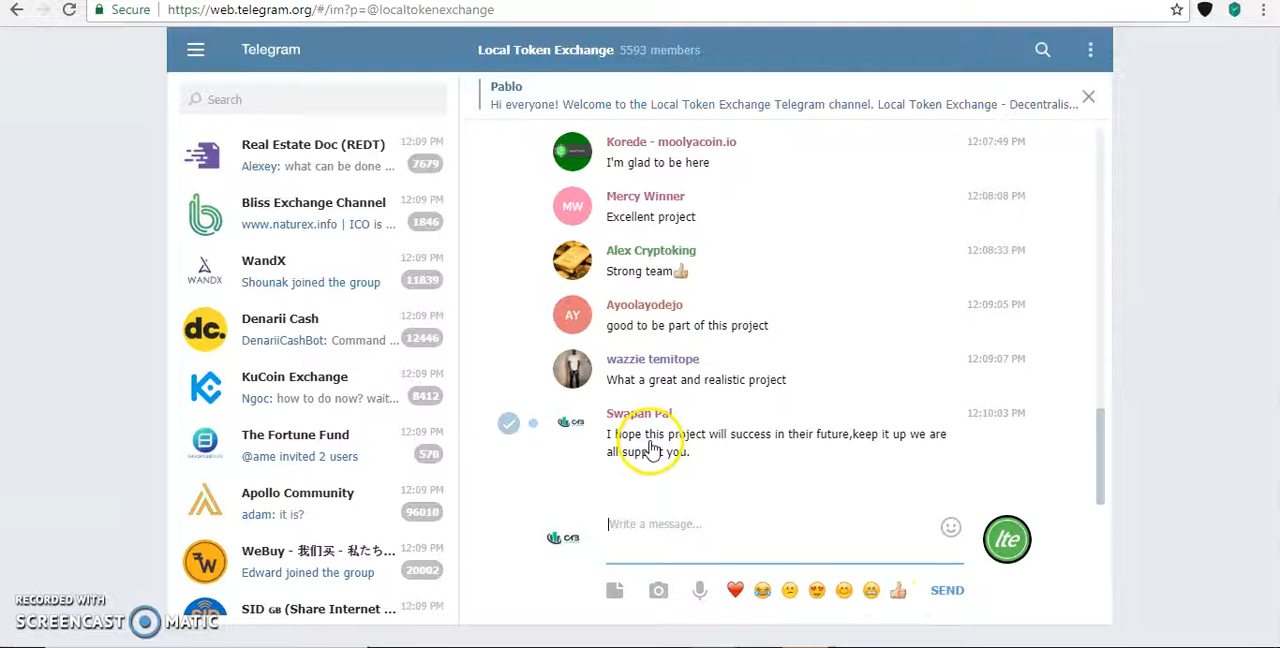 Secure https://web.telegram.org/#/im?p=@localtokenexchange
Telegram
Local Token Exchange 5593 members
Search
Pablo
Hi everyone! Welcome to the Local Token Exchange Telegram channel. Local Token Exchange - Decentralis...
Real Estate Doc (REDT) 12:09 PM
Alexey: what can be done ... 7679
Bliss Exchange Channel 12:09 PM
www.naturex.info | ICO is ... 1846
WandX 12:09 PM
Shounak joined the group 11839
WANDX
Denarii Cash 12:09 PM
dc.
DenariiCashBot: Command ... 12446
KuCoin Exchange 12:09 PM
Ngoc: how to do now? wait... 8412
The Fortune Fund 12:09 PM
@ame invited 2 users 570
Apollo Community 12:09 PM
adam: it is? 96010
WeBuy - 我们买 - 私たち... 12:09 PM
Edward joined the group 20002
SID GB (Share Internet ... 12:09 PM
SID
Korede - moolyacoin.io 12:07:49 PM
I'm glad to be here
MW
Mercy Winner 12:08:08 PM
Excellent project
Alex Cryptoking 12:08:33 PM
Strong team👍
AY
Ayoolayodejo 12:09:05 PM
good to be part of this project
wazzie temitope 12:09:07 PM
What a great and realistic project
Swapan Pal 12:10:03 PM
I hope this project will success in their future,keep it up we are
all support you.
Write a message...
lte
SEND
RECORDED WITH
SCREENCAST MATIC